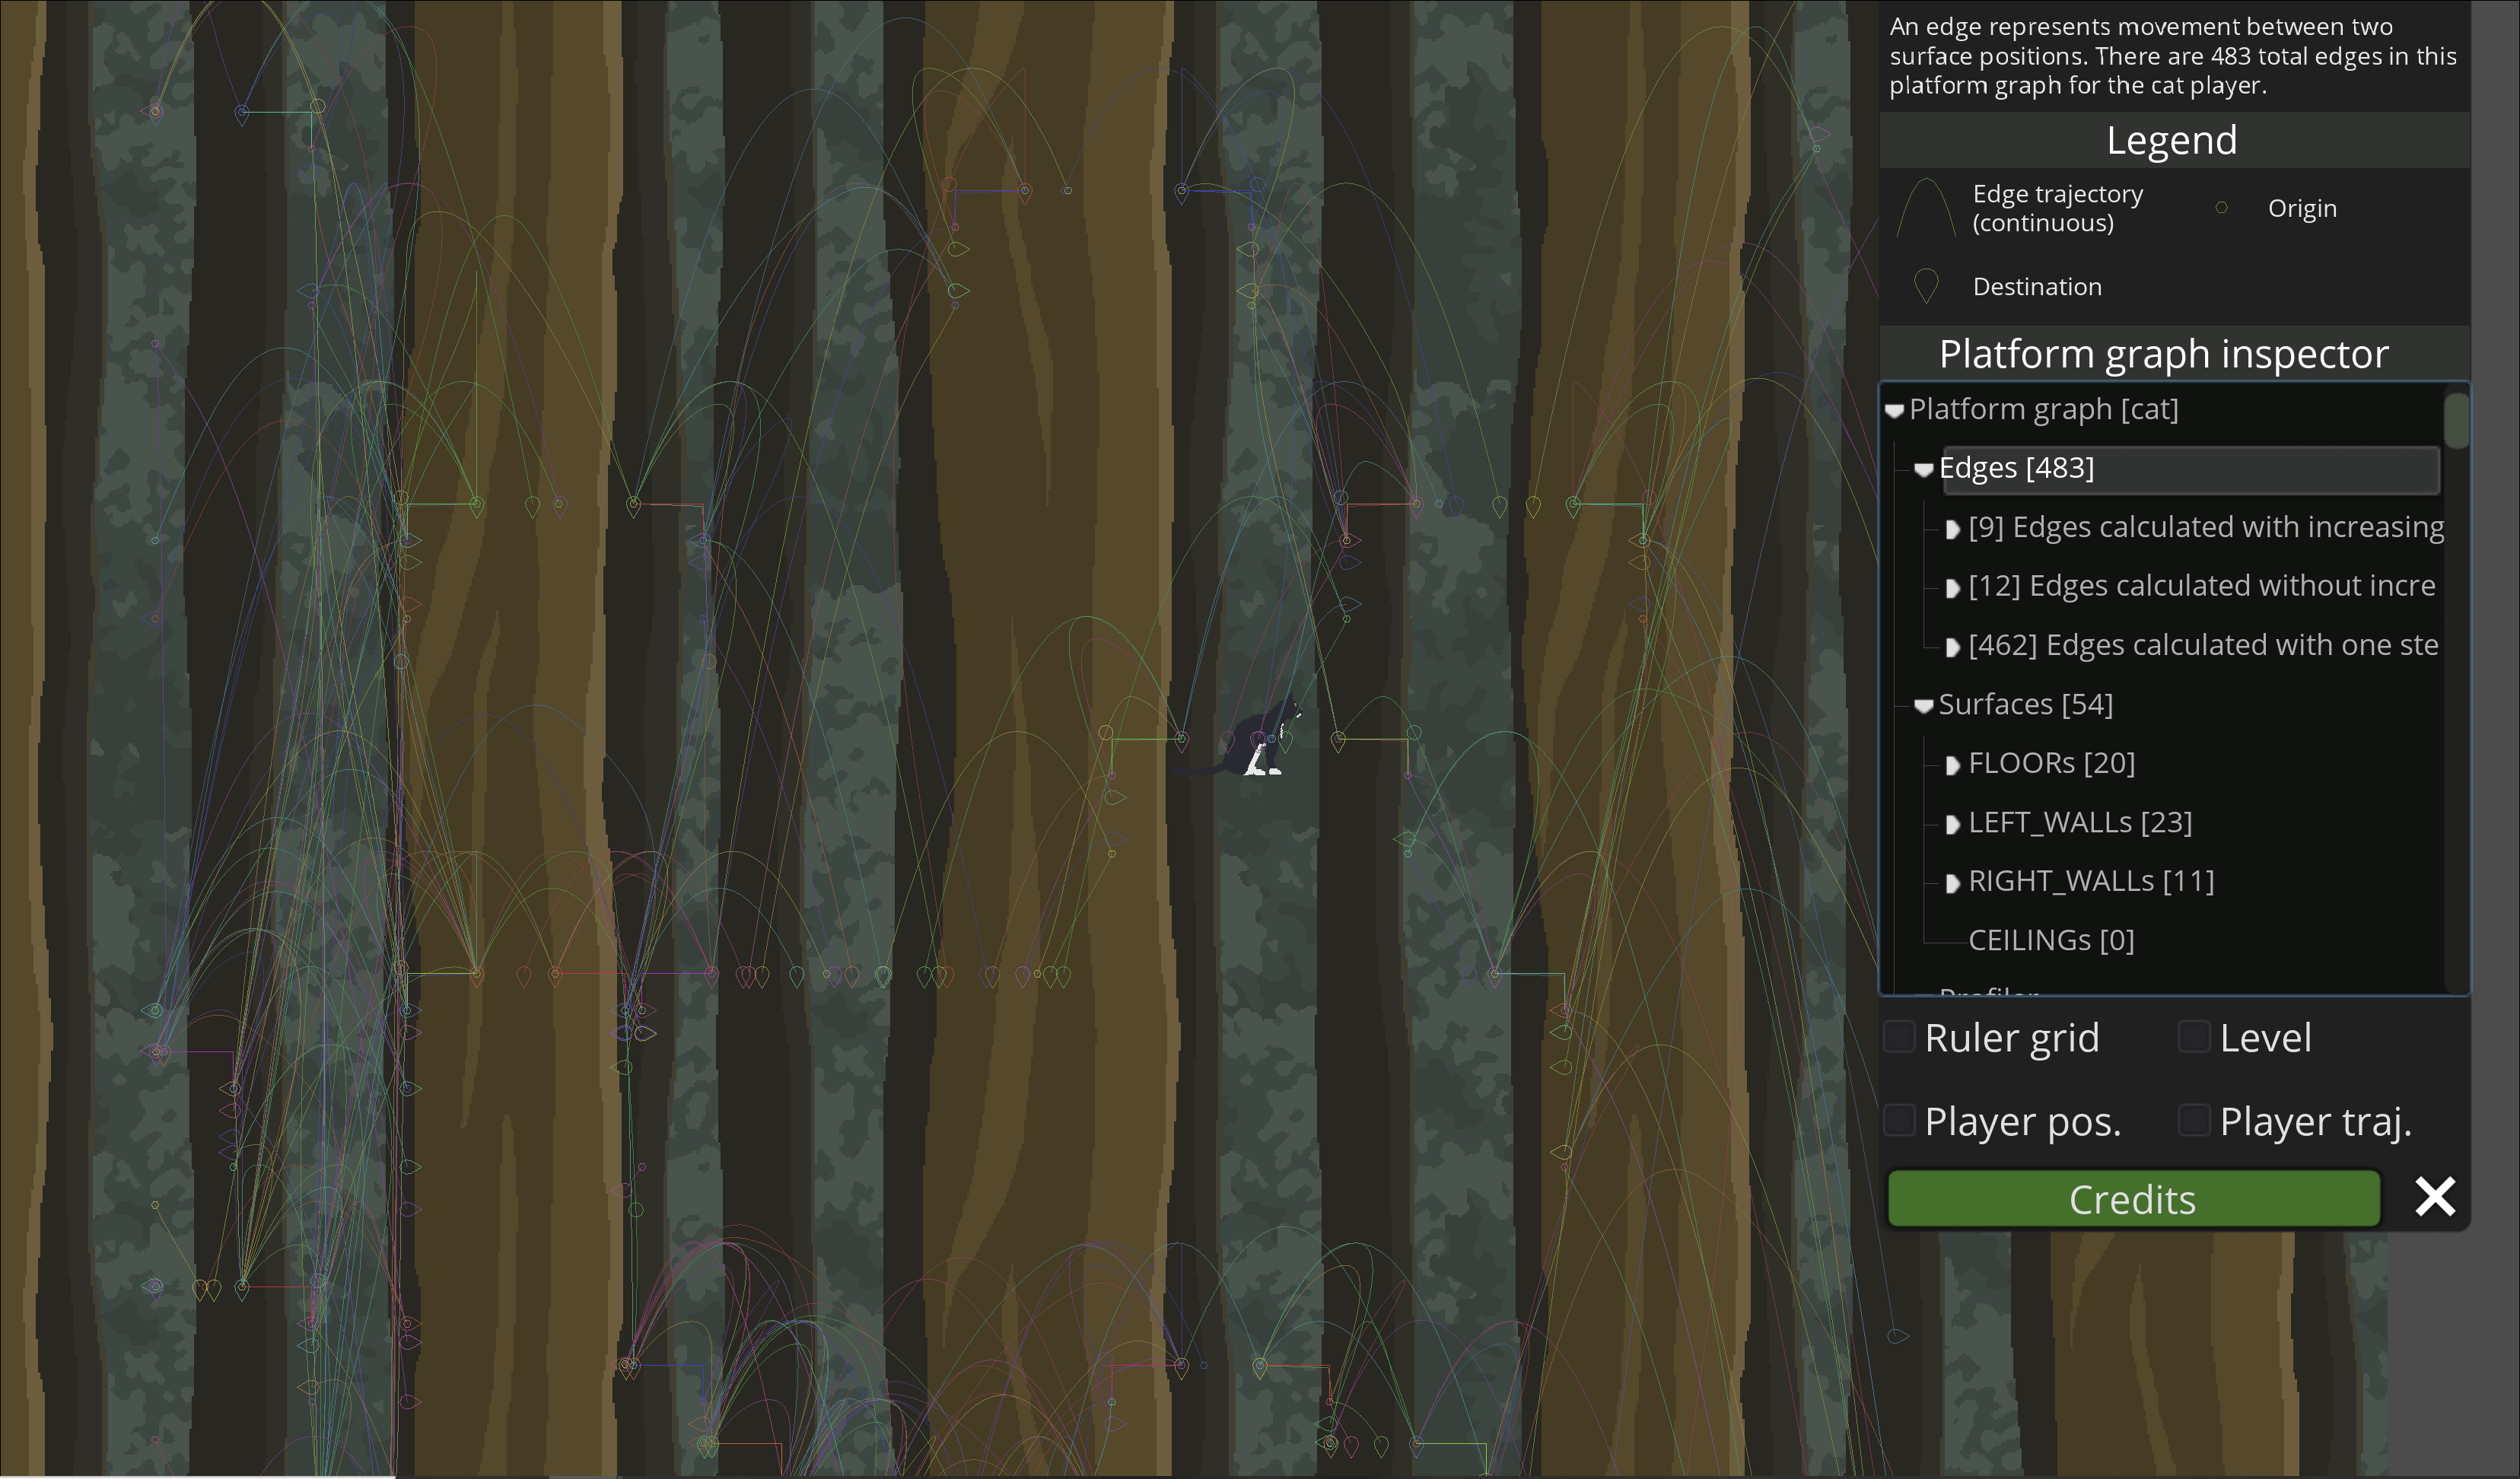 An edge represents movement between two
surface positions. There are 483 total edges in this
platform graph for the cat player.
Legend
Edge trajectory
(continuous)
Origin
Destination
Platform graph inspector
Platform graph [cat]
Edges [483]
[9] Edges calculated with increasing
[12] Edges calculated without incre
[462] Edges calculated with one ste
Surfaces [54]
FLOORs [20]
LEFT_WALLs [23]
RIGHT_WALLs [11]
CEILINGs [0]
Profiler
Ruler grid
Level
Player pos.
Player traj.
Credits